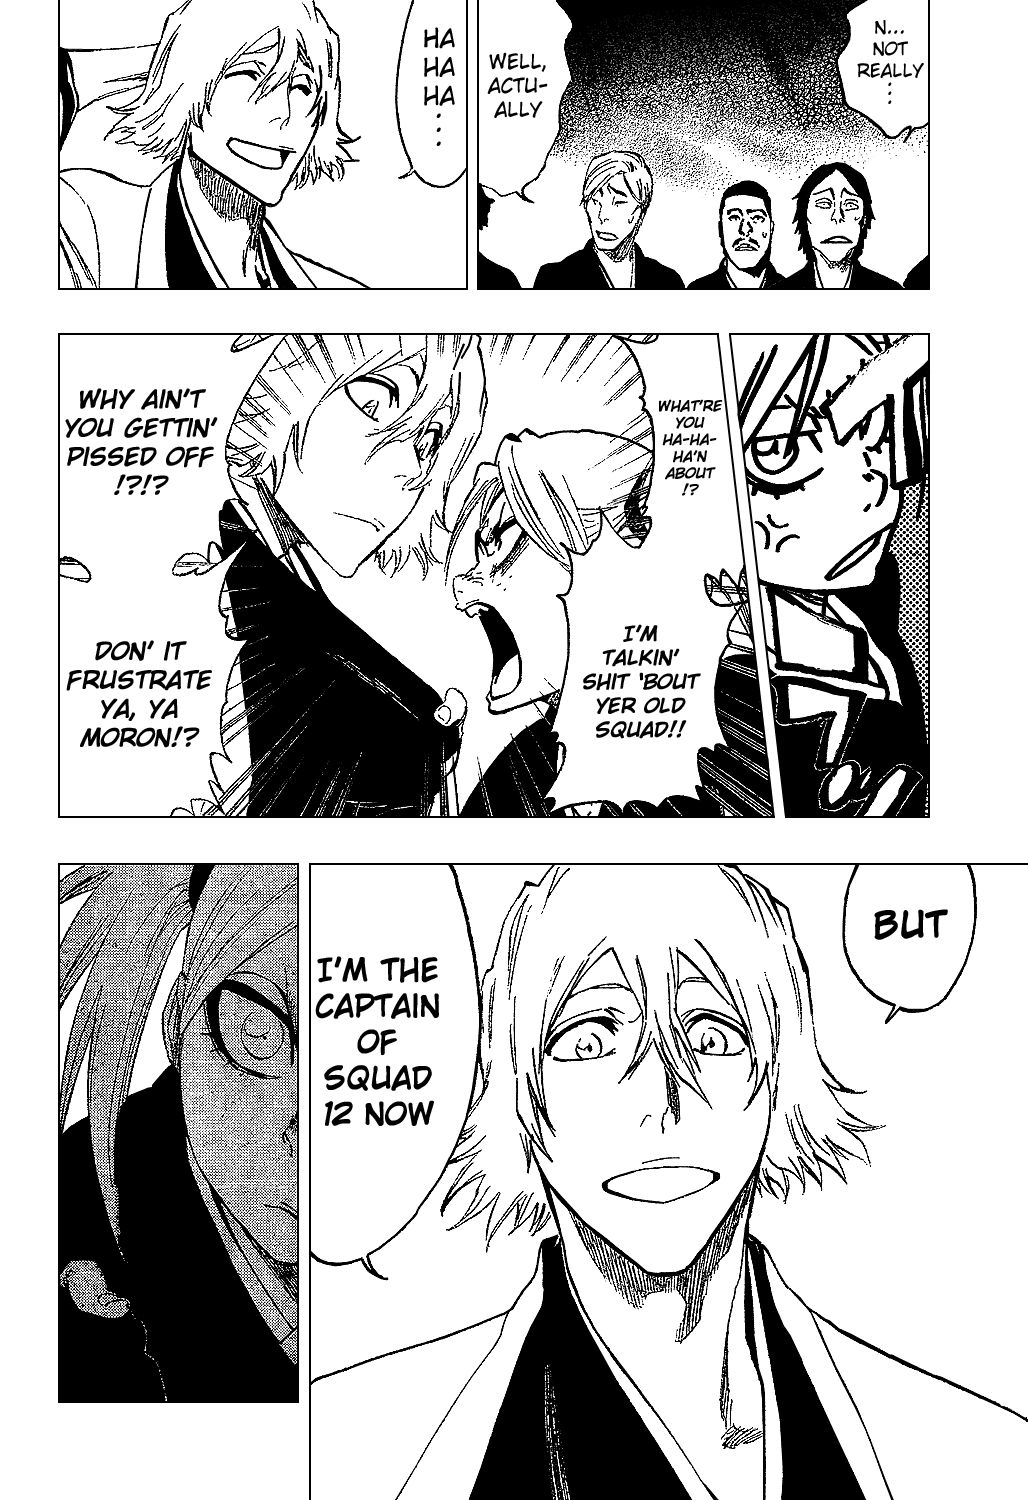 N...
NOT
REALLY
...
WELL,
ACTU-
ALLY
HA
HA
HA
...
WHAT'RE
YOU
HA-HA-
HA'N
ABOUT
!?
I'M
TALKIN'
SHIT 'BOUT
YER OLD
SQUAD!!
WHY AIN'T
YOU GETTIN'
PISSED OFF
!?!?
DON' IT
FRUSTRATE
YA, YA
MORON!?
BUT
I'M THE
CAPTAIN
OF
SQUAD
12 NOW